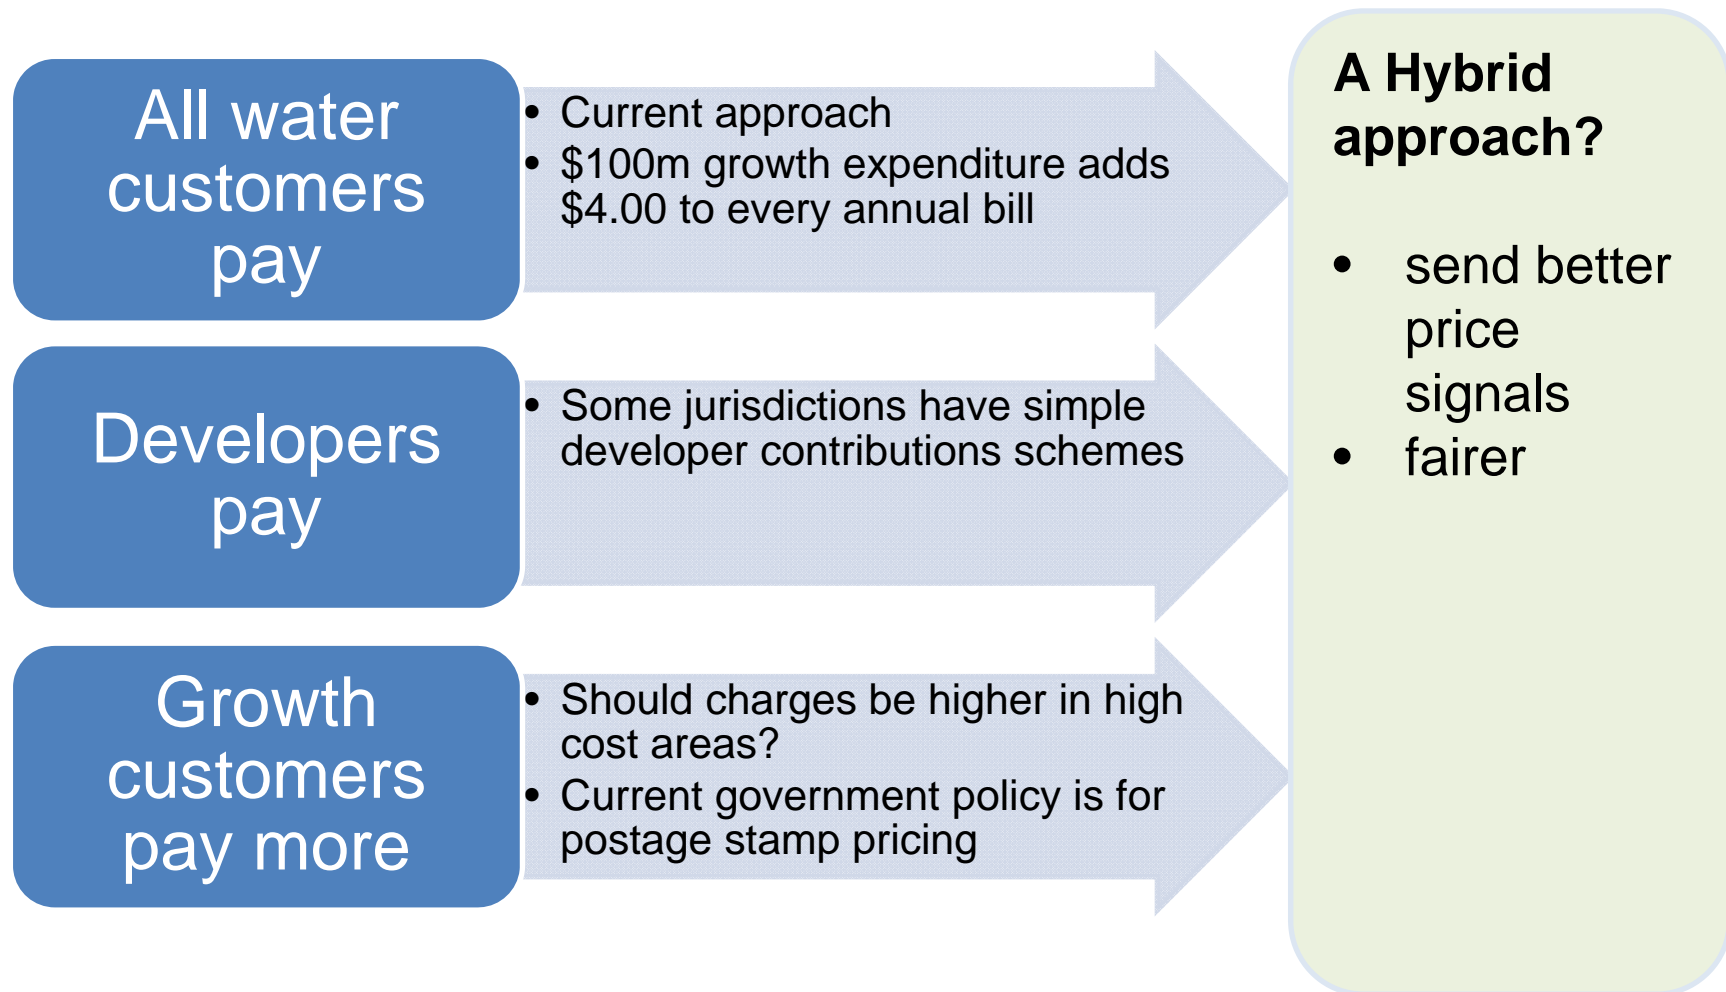 All water
customers
pay
• Current approach
• $100m growth expenditure adds
$4.00 to every annual bill
Developers
pay
• Some jurisdictions have simple
developer contributions schemes
Growth
customers
pay more
• Should charges be higher in high
cost areas?
• Current government policy is for
postage stamp pricing
A Hybrid
approach?
• send better
price
signals
• fairer